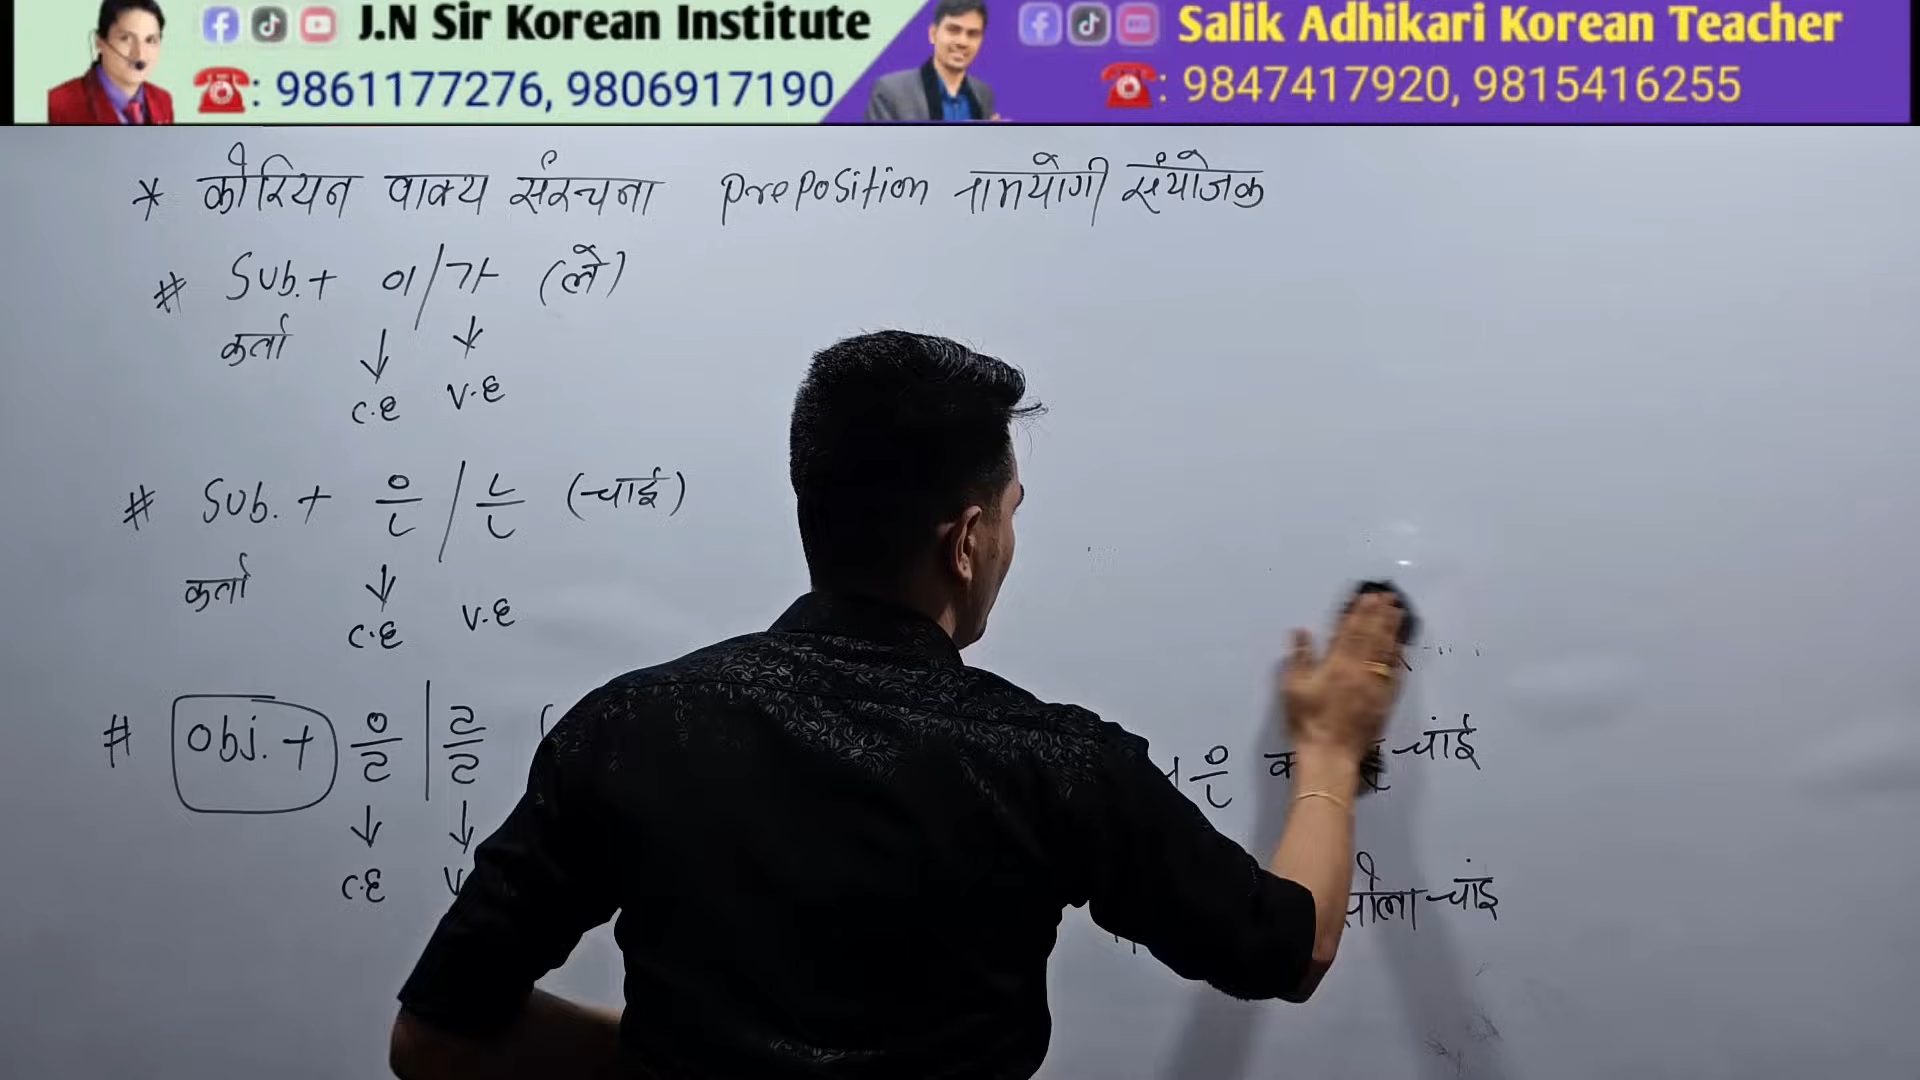 J.N Sir Korean Institute
: 9861177276, 9806917190
Salik Adhikari Korean Teacher
: 9847417920, 9815416255
* कोरियन वाक्य संरचना preposition नामयोगी संयोजक
# Sub. + 이/가 (ले)
कर्ता
c.e v.e
# Sub. + 은/는 (चाई)
कर्ता
c.e v.e
# obj. + 을/를 (
c.e v
은 चांई
चांइ